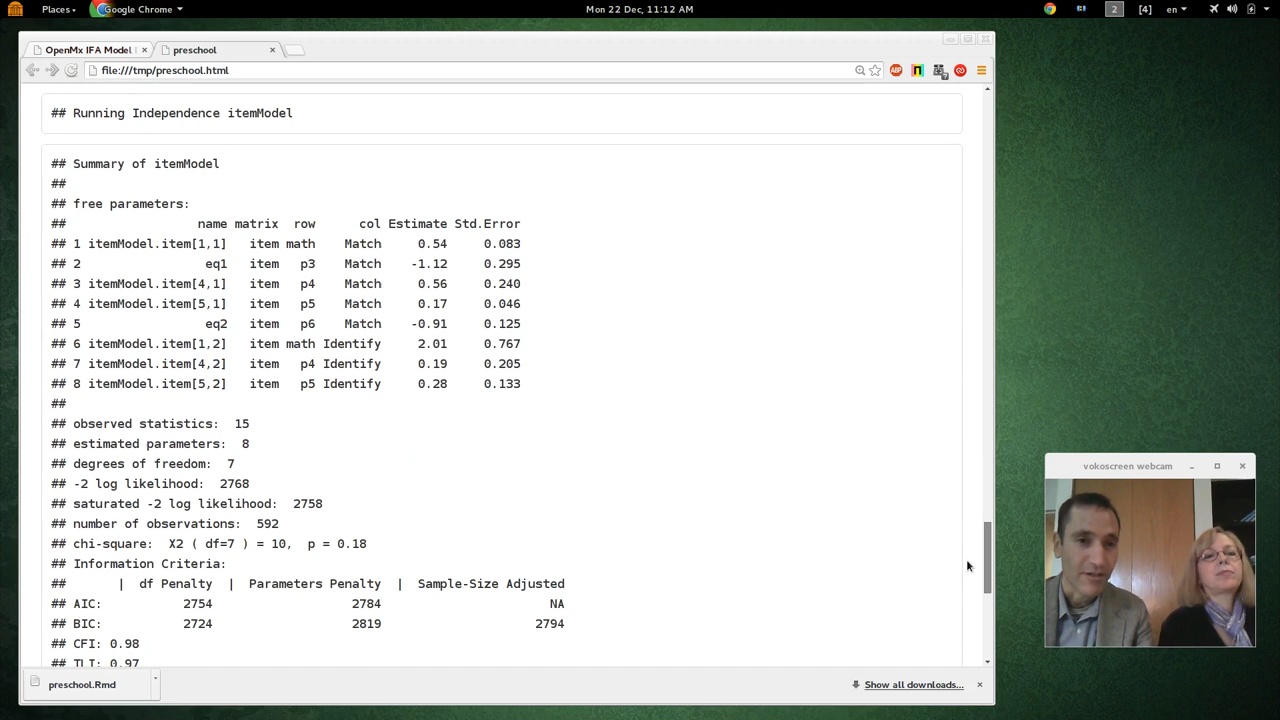 Places Google Chrome Mon 22 Dec, 11:12 AM 2 [4] en
OpenMx IFA Model preschool
file:///tmp/preschool.html
## Running Independence itemModel
## Summary of itemModel
##
## free parameters:
## name matrix row col Estimate Std.Error
## 1 itemModel.item[1,1] item math Match 0.54 0.083
## 2 eq1 item p3 Match -1.12 0.295
## 3 itemModel.item[4,1] item p4 Match 0.56 0.240
## 4 itemModel.item[5,1] item p5 Match 0.17 0.046
## 5 eq2 item p6 Match -0.91 0.125
## 6 itemModel.item[1,2] item math Identify 2.01 0.767
## 7 itemModel.item[4,2] item p4 Identify 0.19 0.205
## 8 itemModel.item[5,2] item p5 Identify 0.28 0.133
##
## observed statistics: 15
## estimated parameters: 8
## degrees of freedom: 7
## -2 log likelihood: 2768
## saturated -2 log likelihood: 2758
## number of observations: 592
## chi-square: X2 ( df=7 ) = 10, p = 0.18
## Information Criteria:
## | df Penalty | Parameters Penalty | Sample-Size Adjusted
## AIC: 2754 2784 NA
## BIC: 2724 2819 2794
## CFI: 0.98
## TLI: 0.97
preschool.Rmd
Show all downloads...
vokoscreen webcam
ABP